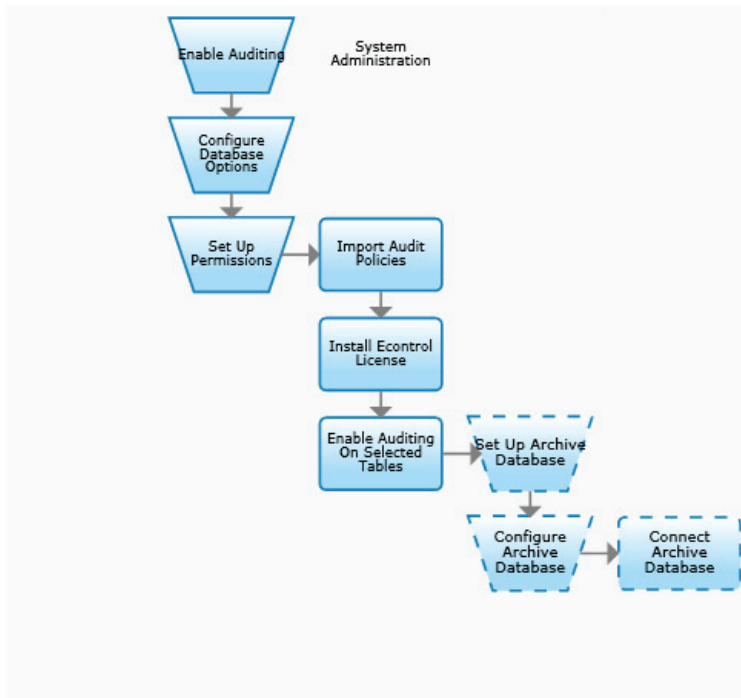 Enable Auditing
System
Administration
Configure
Database
Options
Set Up
Permissions
Import Audit
Policies
Install Econtrol
License
Enable Auditing
On Selected
Tables
Set Up Archive
Database
Configure
Archive
Database
Connect
Archive
Database